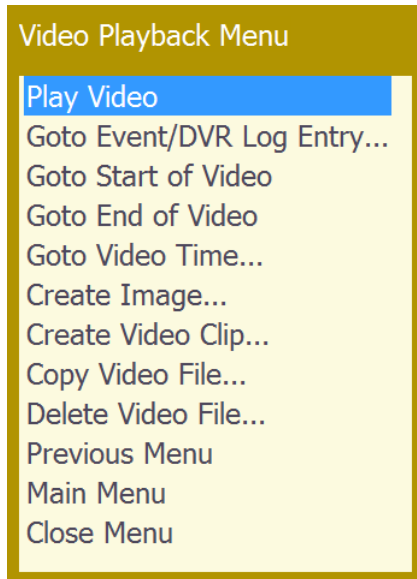 Video Playback Menu
Play Video
Goto Event/DVR Log Entry...
Goto Start of Video
Goto End of Video
Goto Video Time...
Create Image...
Create Video Clip...
Copy Video File...
Delete Video File...
Previous Menu
Main Menu
Close Menu